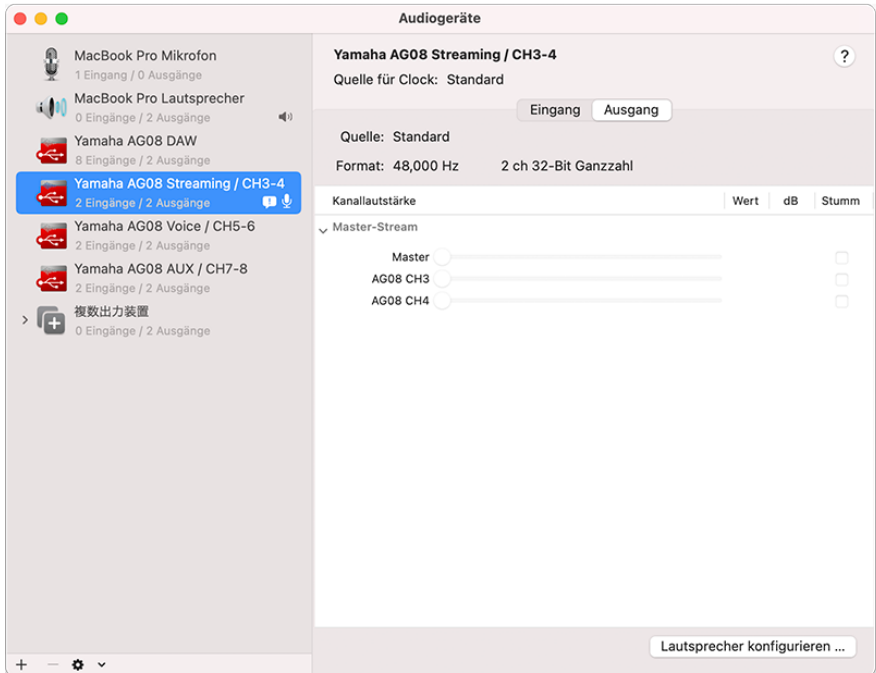 Audiogeräte
MacBook Pro Mikrofon
1 Eingang / 0 Ausgänge
MacBook Pro Lautsprecher
0 Eingänge / 2 Ausgänge
Yamaha AG08 DAW
8 Eingänge / 2 Ausgänge
Yamaha AG08 Streaming / CH3-4
2 Eingänge / 2 Ausgänge
Yamaha AG08 Voice / CH5-6
2 Eingänge / 2 Ausgänge
Yamaha AG08 AUX / CH7-8
2 Eingänge / 2 Ausgänge
複数出力装置
0 Eingänge / 2 Ausgänge
Yamaha AG08 Streaming / CH3-4
?
Quelle für Clock: Standard
Eingang Ausgang
Quelle: Standard
Format: 48,000 Hz 2 ch 32-Bit Ganzzahl
Kanallautstärke Wert dB Stumm
Master-Stream
Master
AG08 CH3
AG08 CH4
Lautsprecher konfigurieren ...